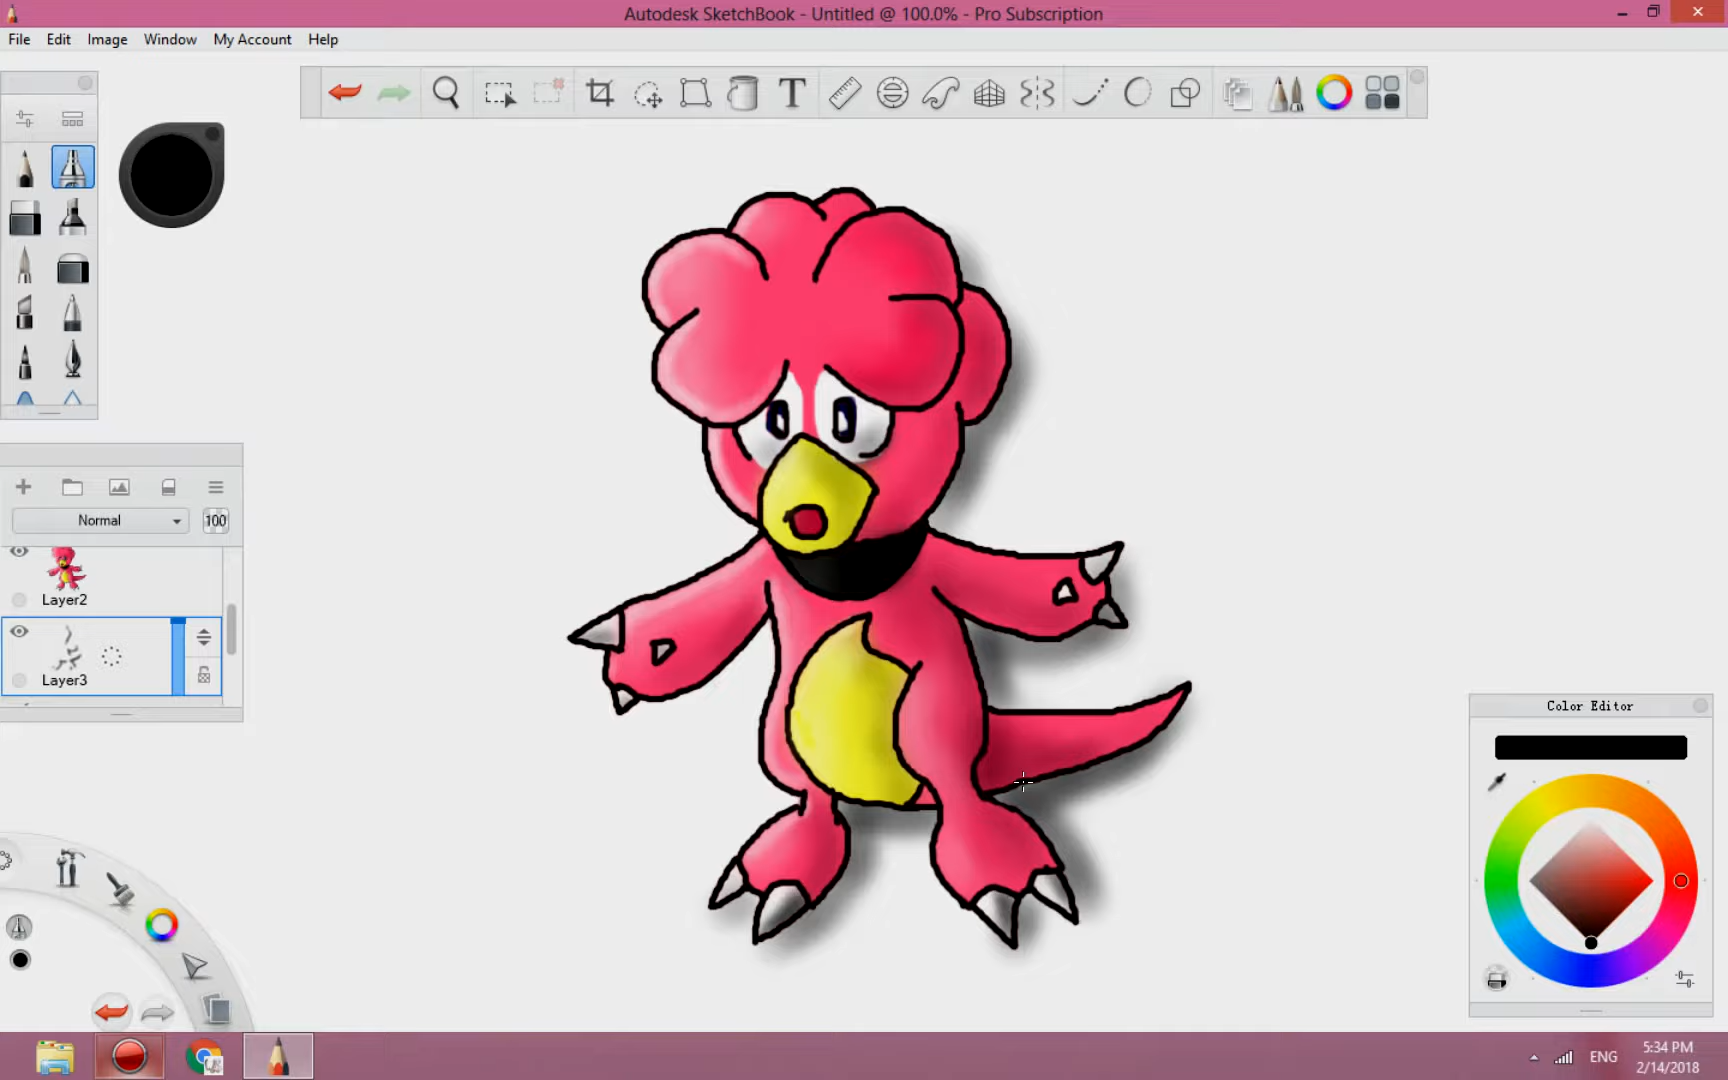 Autodesk SketchBook - Untitled @ 100.0% - Pro Subscription
File Edit Image Window My Account Help
T
Normal 100
Layer2
Layer3
Color Editor
ENG
5:34 PM
2/14/2018